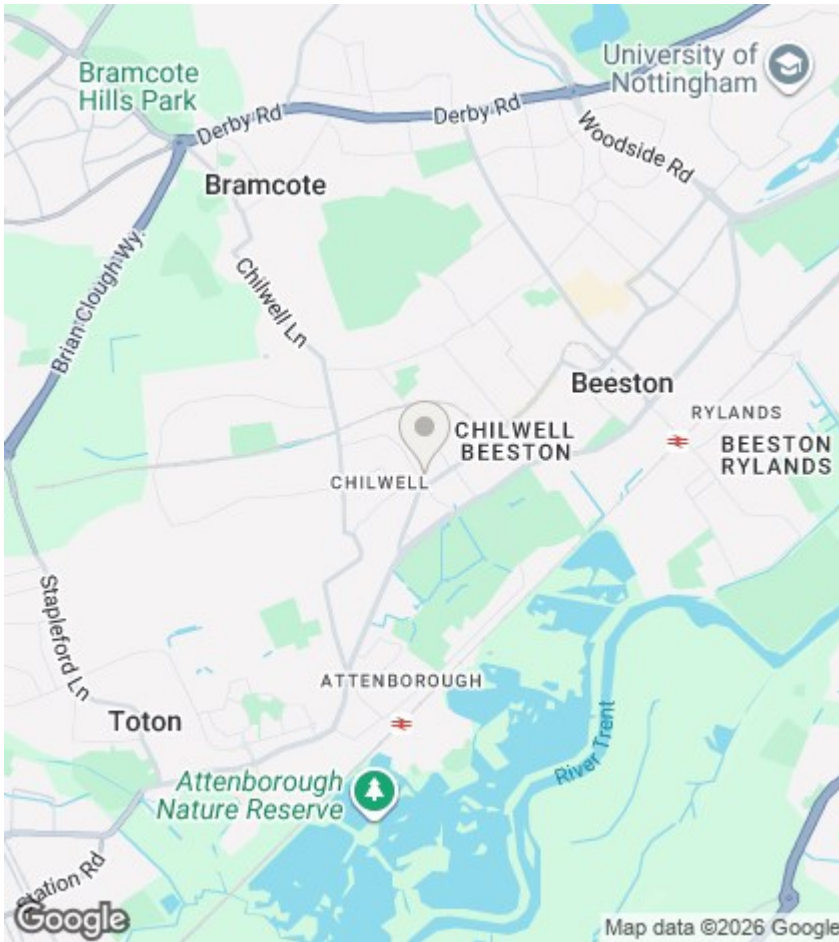 University of
Nottingham
Bramcote
Hills Park
Derby Rd
Derby Rd
Woodside Rd
Bramcote
Brian Clough Wy.
Chilwell Ln
Beeston
RYLANDS
CHILWELL
BEESTON
BEESTON
RYLANDS
CHILWELL
Stapleford Ln
ATTENBOROUGH
Toton
River Trent
Attenborough
Nature Reserve
Station Rd
Google
Map data ©2026 Google